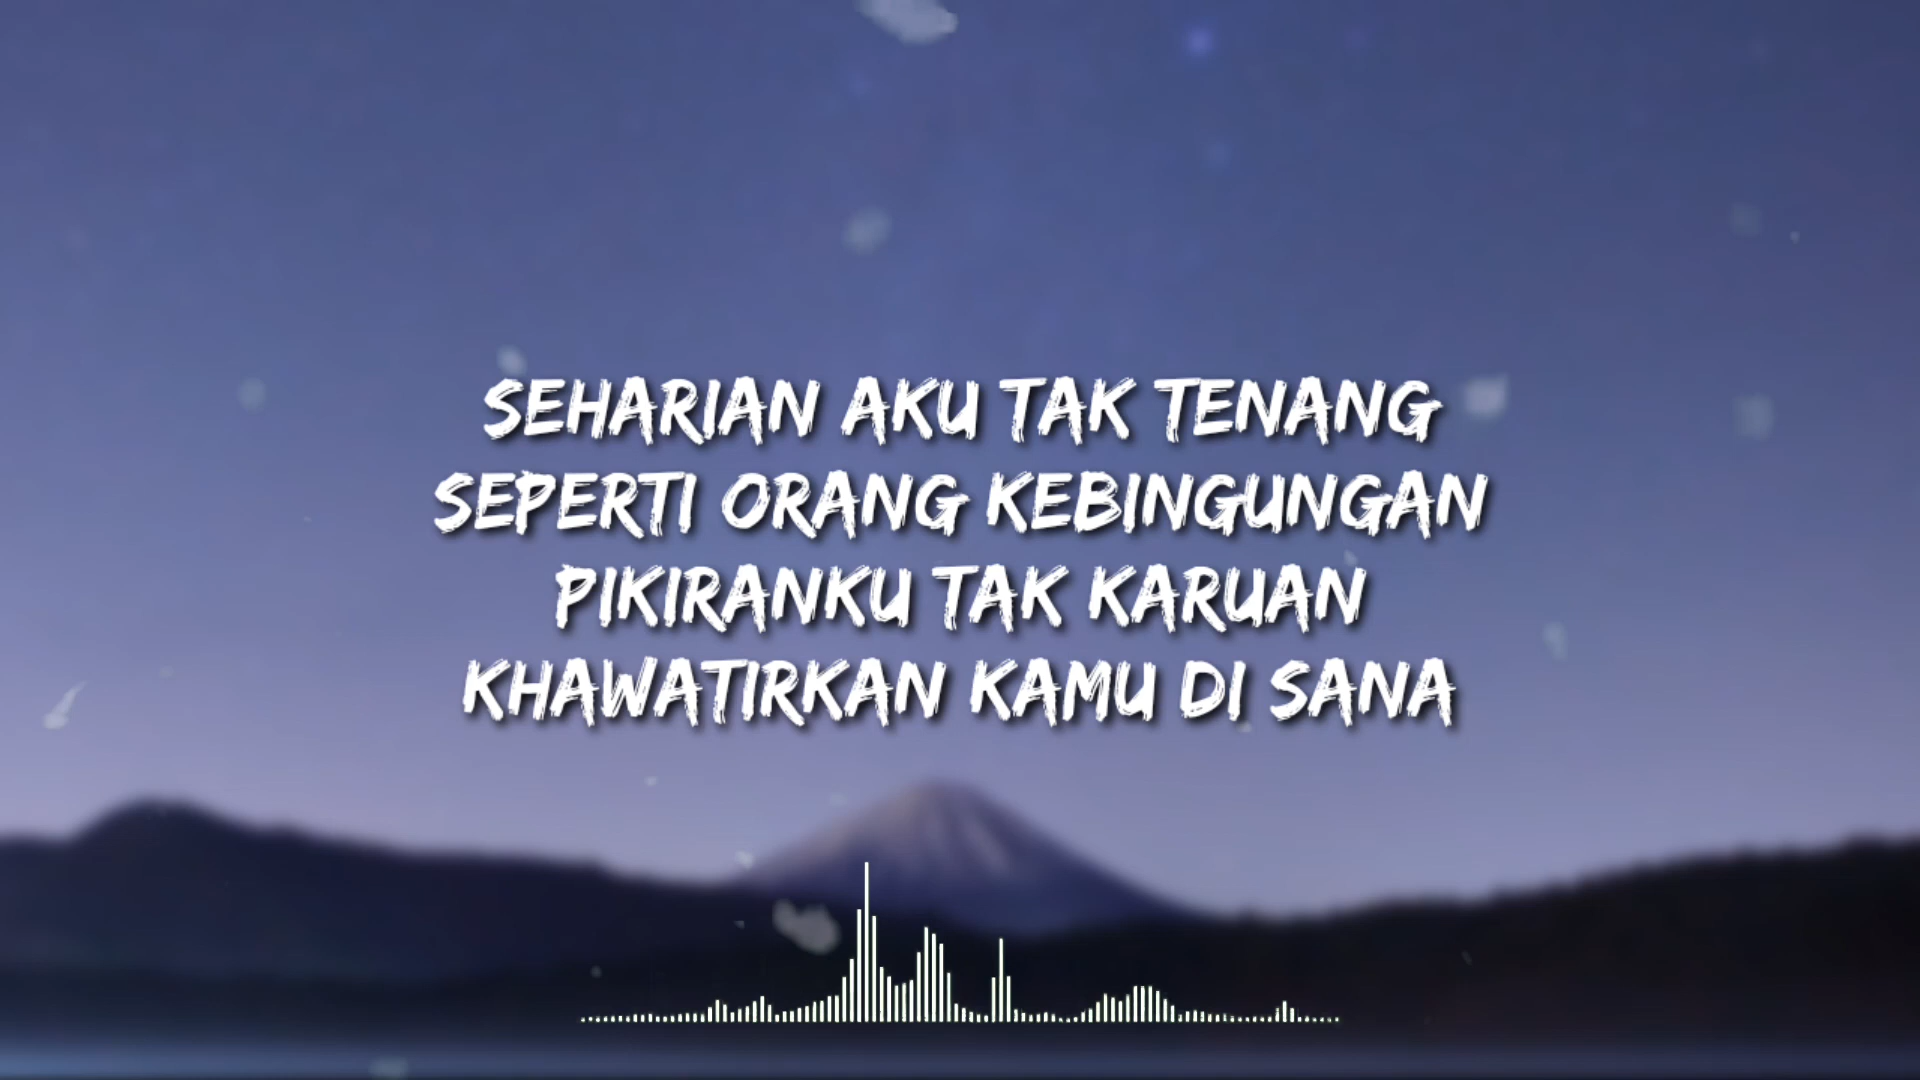 SEHARIAN AKU TAK TENANG
SEPERTI ORANG KEBINGUNGAN
PIKIRANKU TAK KARUAN
KHAWATIRKAN KAMU DI SANA